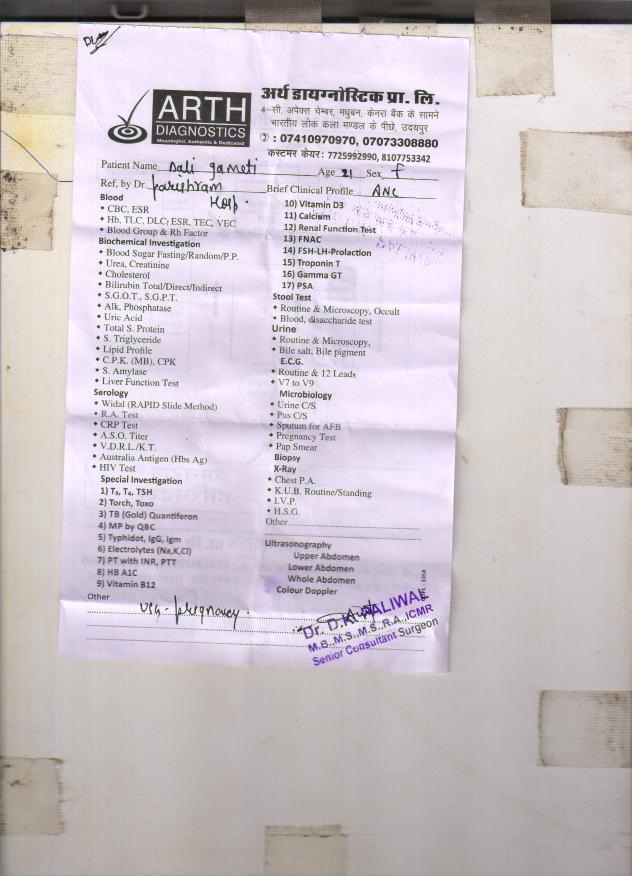 ARTH
DIAGNOSTICS
Meaningful, Authentic & Dedicated
अर्थ डायग्नोस्टिक प्रा. लि.
4-सी, अपेक्स चेम्बर, मधुबन, केनरा बैंक के सामने
भारतीय लोक कला मण्डल के पीछे, उदयपुर
: 07410970970, 07073308880
कस्टमर केयर: 7725992990, 8107753342
Patient Name Dali gameti Age 21 Sex F
Ref, by Dr. Hosp. Brief Clinical Profile ANC
Blood
CBC, ESR
Hb, TLC, DLC, ESR, TEC, VEC
Blood Group & Rh Factor
Biochemical Investigation
Blood Sugar Fasting/Random/P.P.
Urea, Creatinine
Cholesterol
Bilirubin Total/Direct/Indirect
S.G.O.T., S.G.P.T.
Alk, Phosphatase
Uric Acid
Total S. Protein
S. Triglyceride
Lipid Profile
C.P.K. (MB), CPK
S. Amylase
Liver Function Test
Serology
Widal (RAPID Slide Method)
R.A. Test
CRP Test
A.S.O. Titer
V.D.R.L./K.T.
Australia Antigen (Hbs Ag)
HIV Test
Special Investigation
1) T₃, T₄, TSH
2) Torch, Toxo
3) TB (Gold) Quantiferon
4) MP by QBC
5) Typhidot, IgG, Igm
6) Electrolytes (Na,K,Cl)
7) PT with INR, PTT
8) HB A1C
9) Vitamin B12
10) Vitamin D3
11) Calcium
12) Renal Function Test
13) FNAC
14) FSH-LH-Prolaction
15) Troponin T
16) Gamma GT
17) PSA
Stool Test
Routine & Microscopy, Occult
Blood, disaccharide test
Urine
Routine & Microscopy,
Bile salt, Bile pigment
E.C.G.
Routine & 12 Leads
V7 to V9
Microbiology
Urine C/S
Pus C/S
Sputum for AFB
Pregnancy Test
Pap Smear
Biopsy
X-Ray
Chest P.A.
K.U.B. Routine/Standing
I.V.P.
H.S.G.
Other
Ultrasonography
Upper Abdomen
Lower Abdomen
Whole Abdomen
Colour Doppler
Other
USG - pregnancy.
Dr. D.K. PALIWAL
M.B.,M.S.,M.S.,R.A.,ICMR
Senior Consultant Surgeon